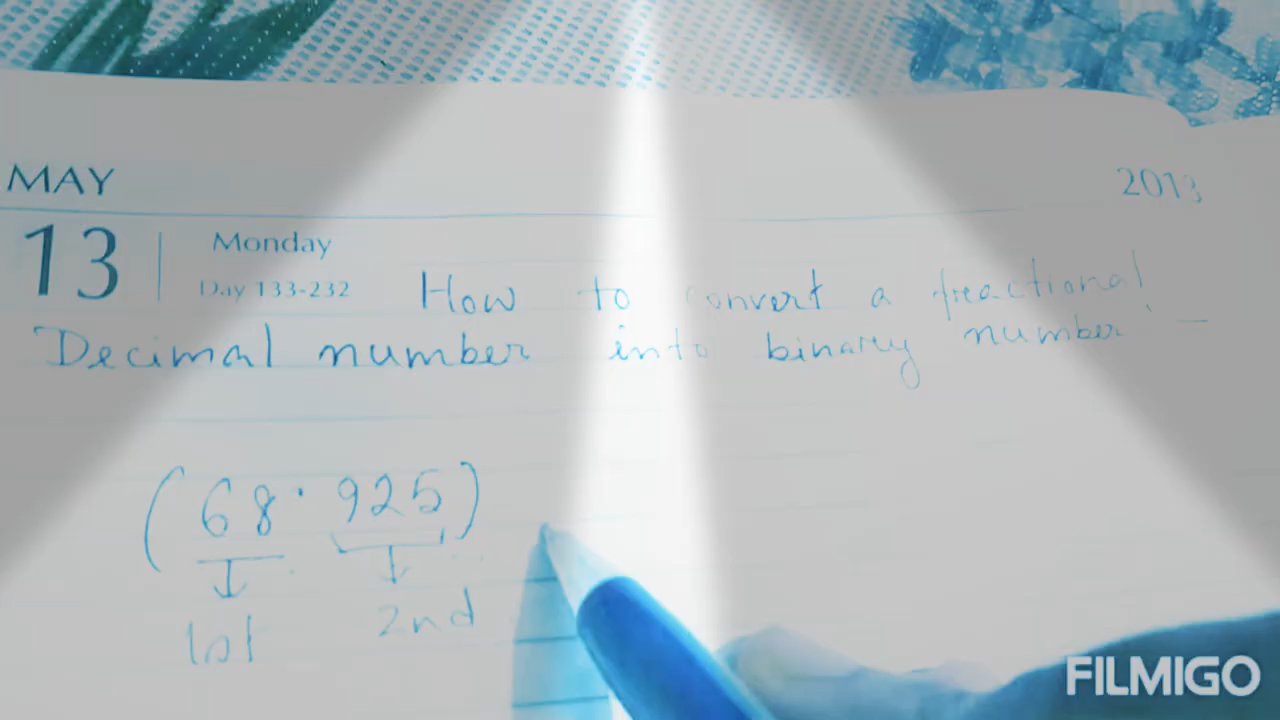 MAY
2013
13
Monday
Day 133-232
How to convert a freactional
Decimal number into binary number :—
(68.925)
1st 2nd
FILMIGO